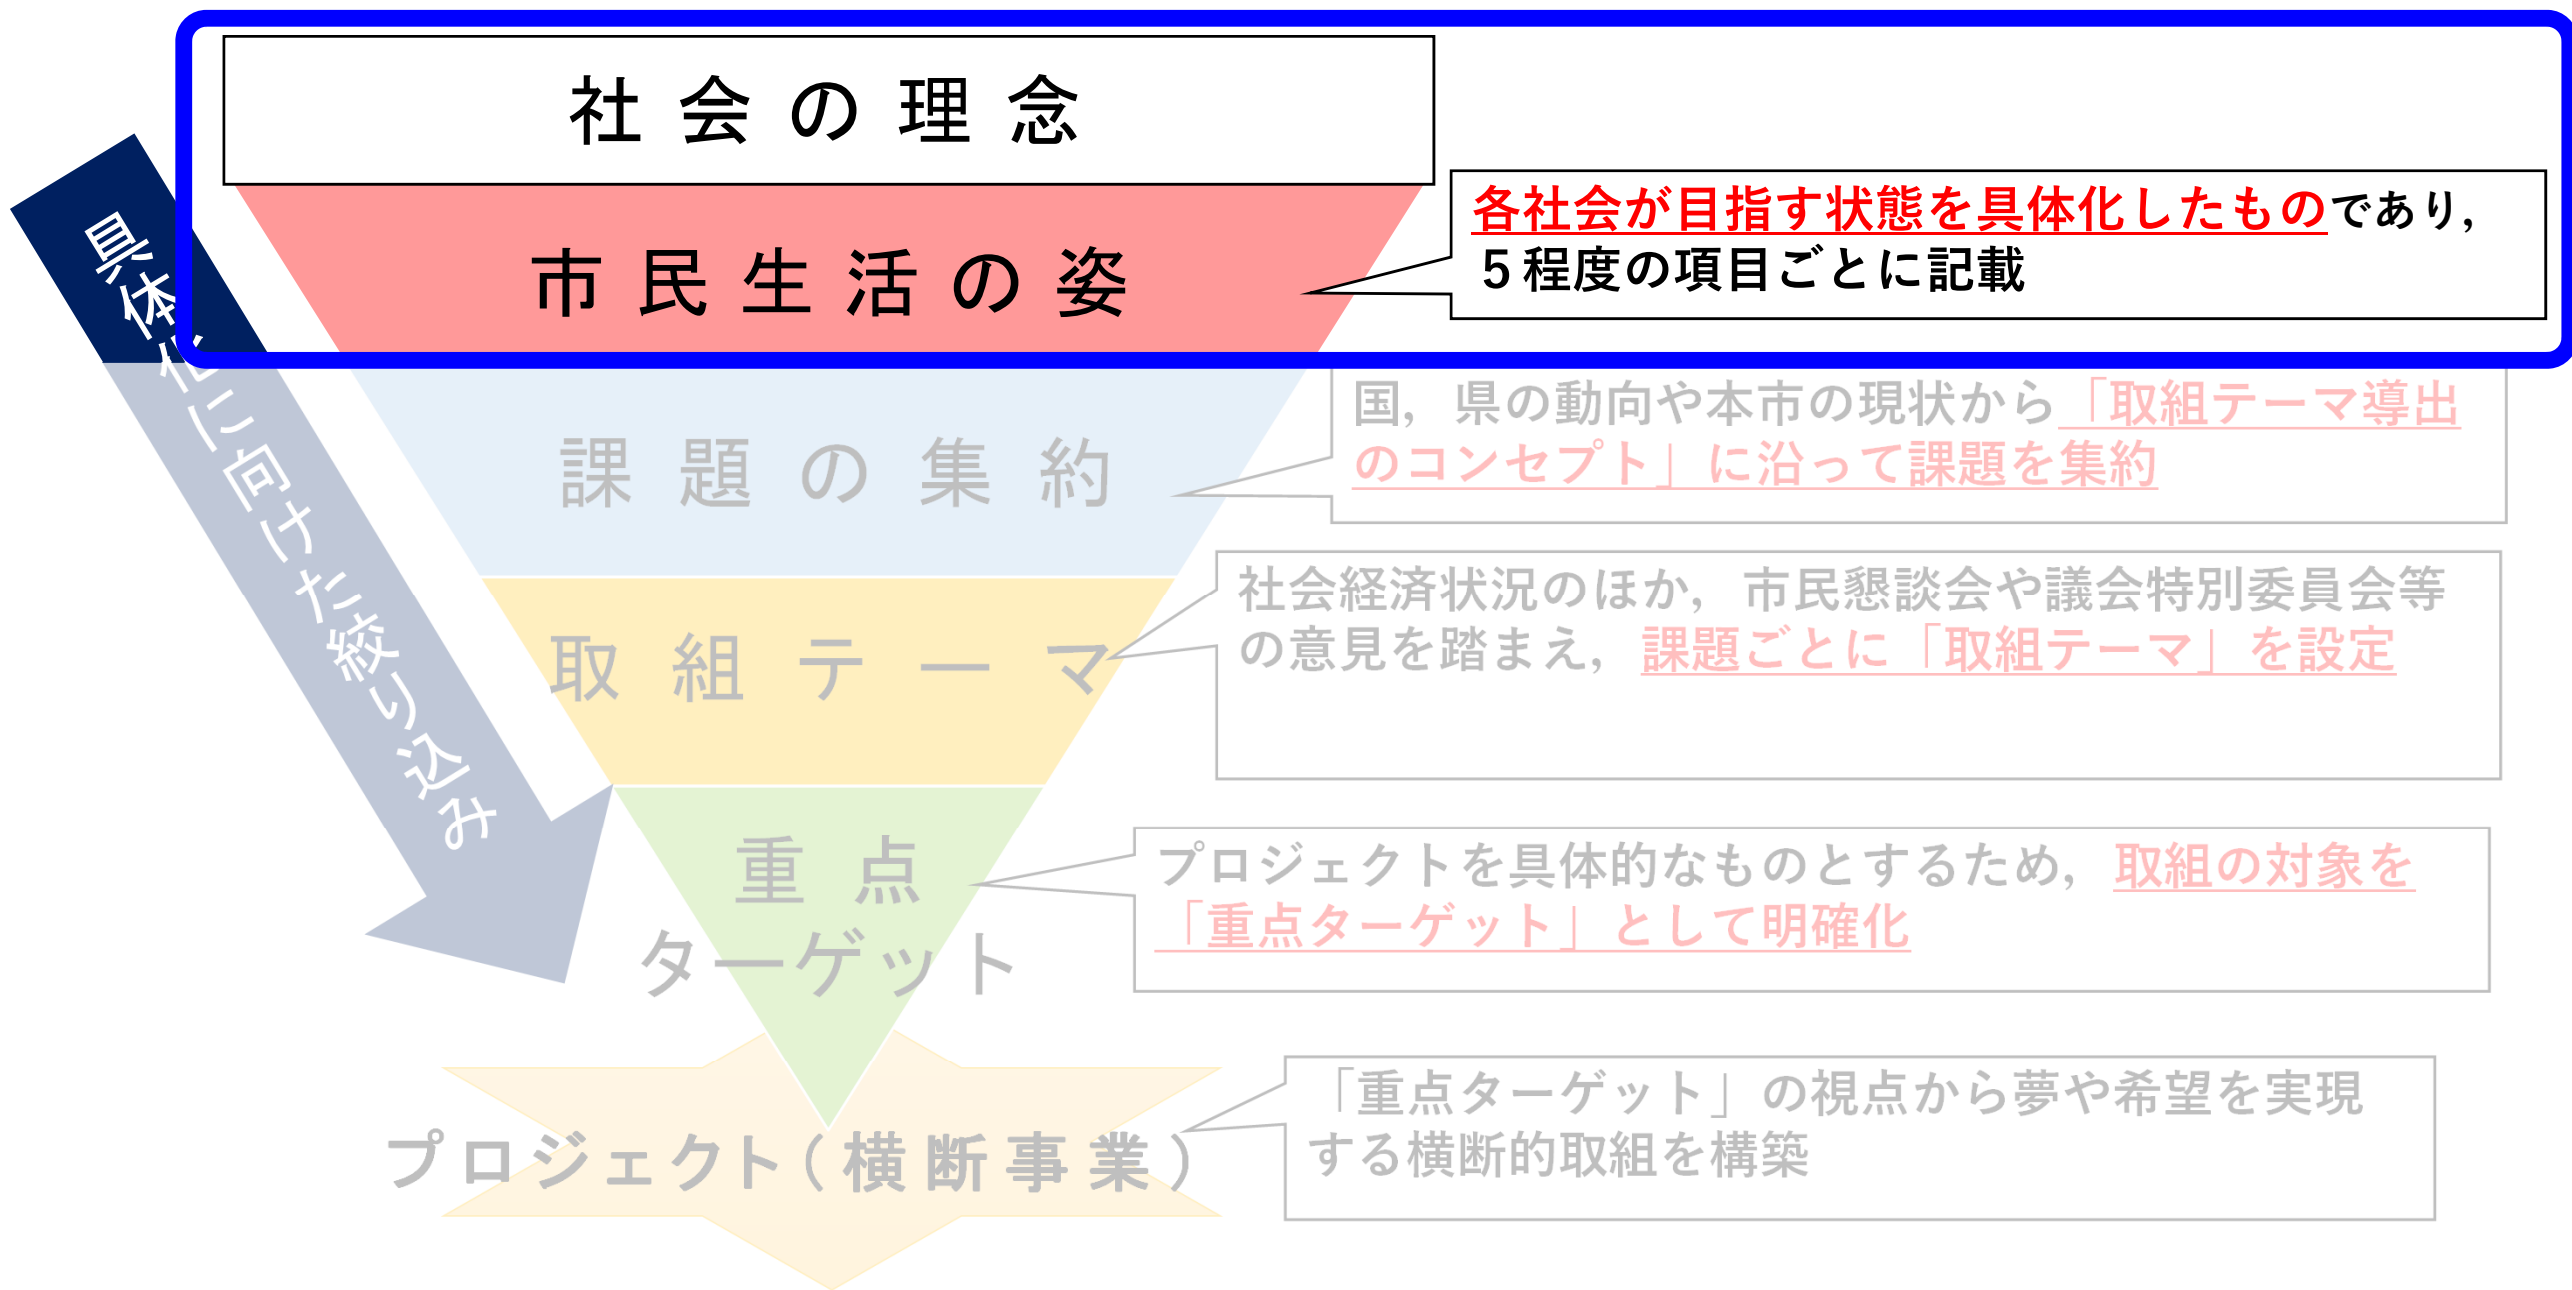 社会の理念
市民生活の姿
各社会が目指す状態を具体化したものであり，
５程度の項目ごとに記載
具体化に向けた絞り込み
課題の集約
国，県の動向や本市の現状から「取組テーマ導出
のコンセプト」に沿って課題を集約
取組テーマ
社会経済状況のほか，市民懇談会や議会特別委員会等
の意見を踏まえ，課題ごとに「取組テーマ」を設定
重点
ターゲット
プロジェクトを具体的なものとするため，取組の対象を
「重点ターゲット」として明確化
プロジェクト（横断事業）
「重点ターゲット」の視点から夢や希望を実現
する横断的取組を構築